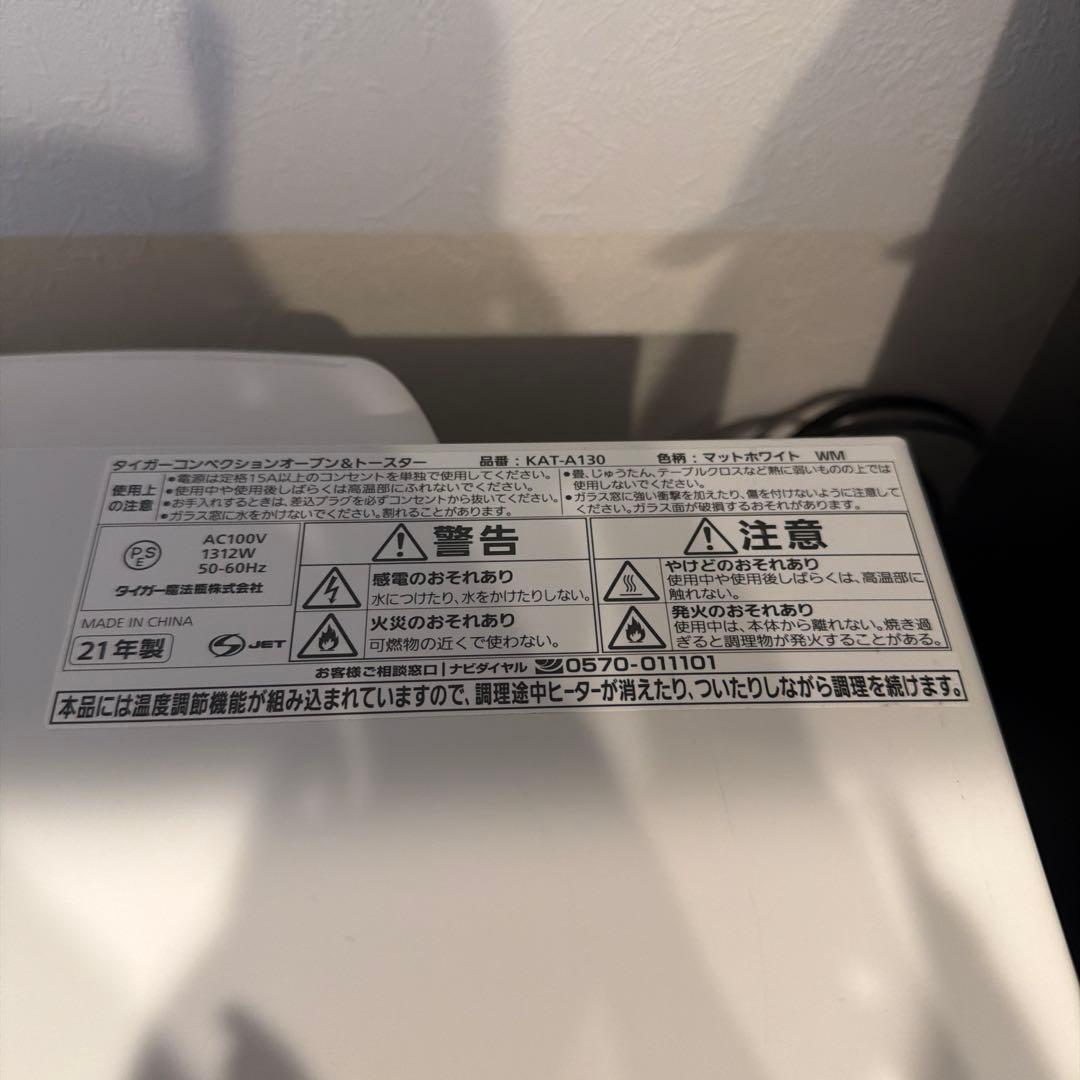 タイガーコンベクションオーブン&トースター 品番：KAT-A130 色柄：マットホワイト WM
使用上の注意
●電源は定格15A以上のコンセントを単独で使用してください。
●使用中や使用後しばらくは高温部にふれないでください。
●お手入れするときは、差込プラグを必ずコンセントから抜いてください。
●ガラス窓に水をかけないでください。割れることがあります。
●畳、じゅうたん、テーブルクロスなど熱に弱いものの上では
使用しないでください。
●ガラス窓に強い衝撃を加えたり、傷を付けないように注意して
ください。ガラス面が破損するおそれがあります。
PSE
AC100V
1312W
50-60Hz
タイガー魔法瓶株式会社
MADE IN CHINA
21年製
JET
警告
感電のおそれあり
水につけたり、水をかけたりしない。
火災のおそれあり
可燃物の近くで使わない。
注意
やけどのおそれあり
使用中や使用後しばらくは、高温部に
触れない。
発火のおそれあり
使用中は、本体から離れない。焼き過
ぎると調理物が発火することがある。
お客様ご相談窓口|ナビダイヤル 0570-011101
本品には温度調節機能が組み込まれていますので、調理途中ヒーターが消えたり、ついたりしながら調理を続けます。